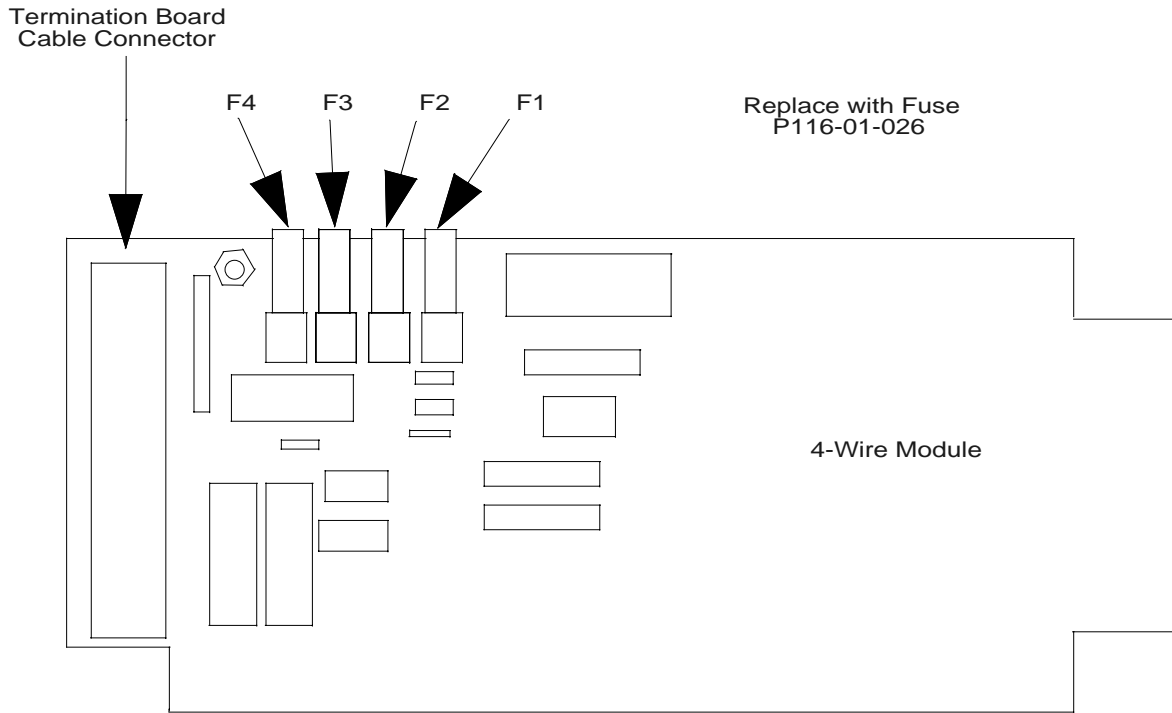 Termination Board
Cable Connector
F4
F3
F2
F1
Replace with Fuse
P116-01-026
4-Wire Module